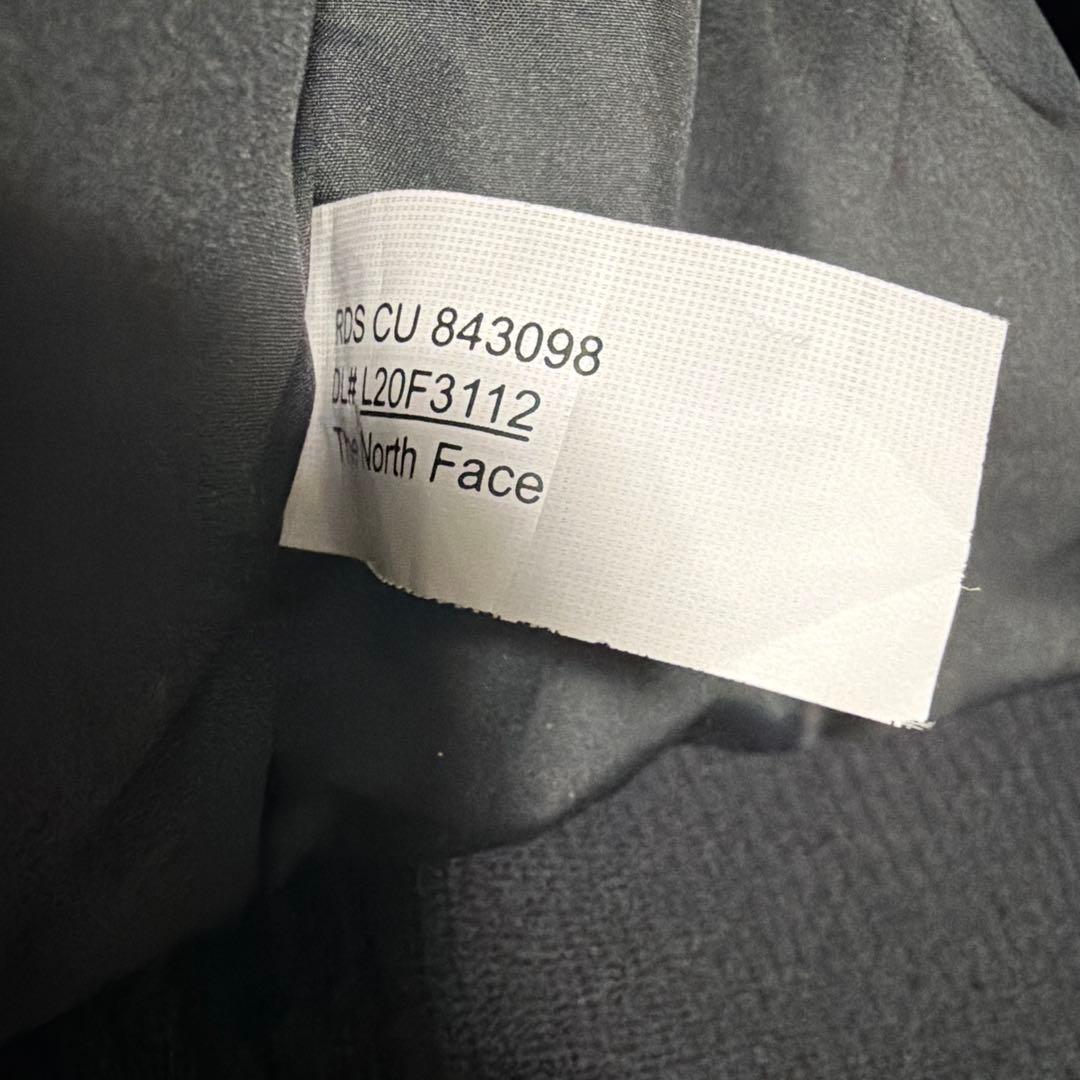 RDS CU 843098
DL# L20F3112
The North Face